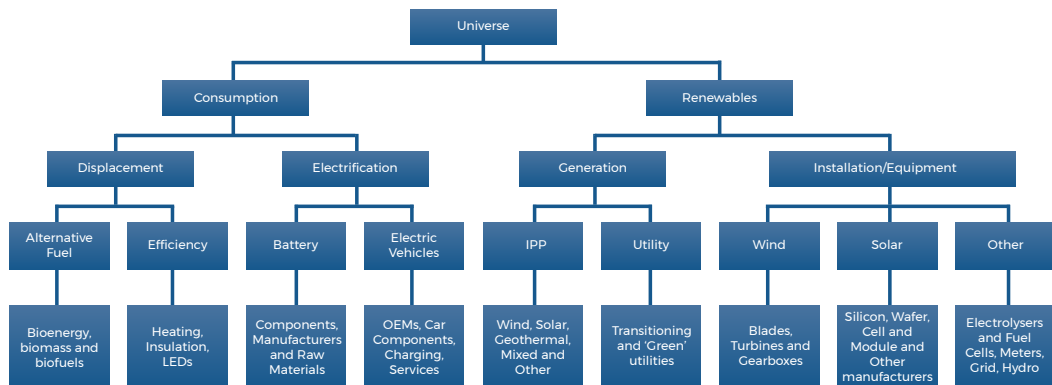 Universe
Consumption
Renewables
Displacement
Electrification
Generation
Installation/Equipment
Alternative
Fuel
Efficiency
Battery
Electric
Vehicles
IPP
Utility
Wind
Solar
Other
Bioenergy,
biomass and
biofuels
Heating,
Insulation,
LEDs
Components,
Manufacturers
and Raw
Materials
OEMs, Car
Components,
Charging,
Services
Wind, Solar,
Geothermal,
Mixed and
Other
Transitioning
and ‘Green’
utilities
Blades,
Turbines and
Gearboxes
Silicon, Wafer,
Cell and
Module and
Other
manufacturers
Electrolysers
and Fuel
Cells, Meters,
Grid, Hydro